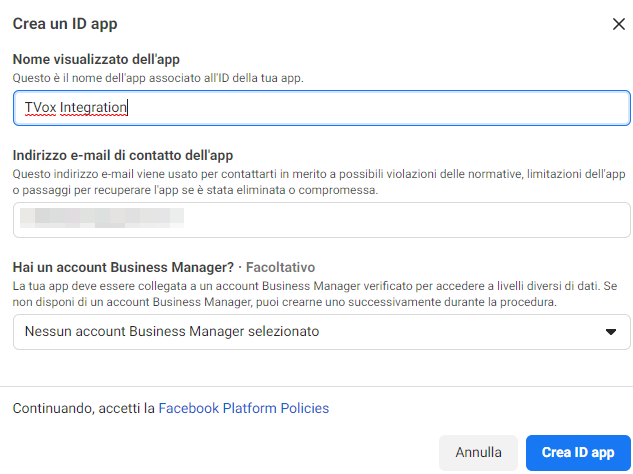 Crea un ID app
Nome visualizzato dell'app
Questo è il nome dell'app associato all'ID della tua app.
TVox Integration
Indirizzo e-mail di contatto dell'app
Questo indirizzo e-mail viene usato per contattarti in merito a possibili violazioni delle normative, limitazioni dell'app
o passaggi per recuperare l'app se è stata eliminata o compromessa.
Hai un account Business Manager? · Facoltativo
La tua app deve essere collegata a un account Business Manager verificato per accedere a livelli diversi di dati. Se
non disponi di un account Business Manager, puoi crearne uno successivamente durante la procedura.
Nessun account Business Manager selezionato
Continuando, accetti la Facebook Platform Policies
Annulla
Crea ID app